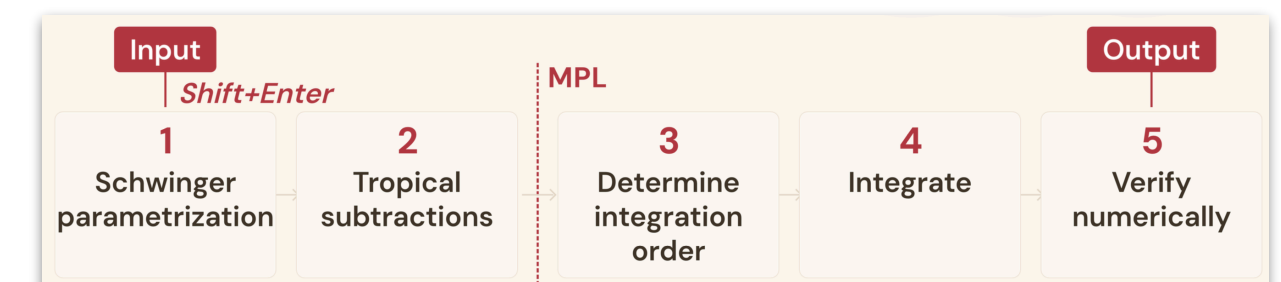 Input
Output
MPL
Shift+Enter
1
Schwinger
parametrization
2
Tropical
subtractions
3
Determine
integration
order
4
Integrate
5
Verify
numerically